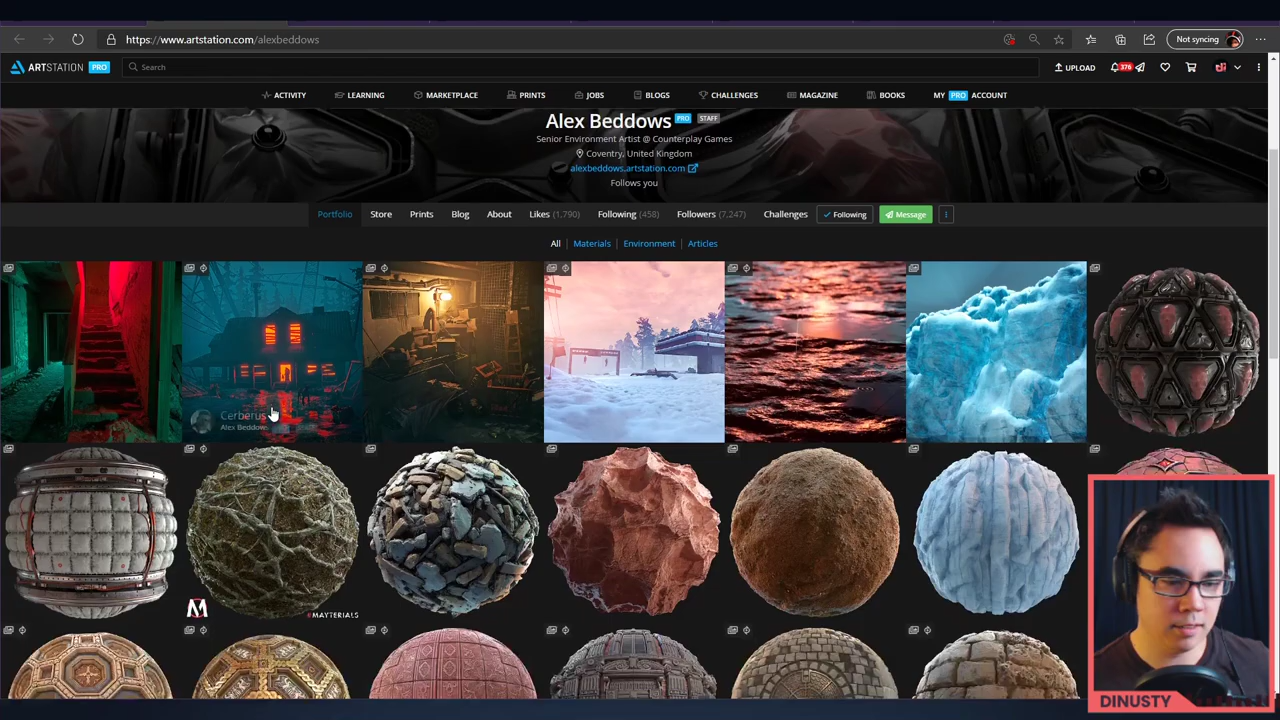 https://www.artstation.com/alexbeddows
Not syncing
ARTSTATION PRO
Search
UPLOAD
376
ACTIVITY
LEARNING
MARKETPLACE
PRINTS
JOBS
BLOGS
CHALLENGES
MAGAZINE
BOOKS
MY PRO ACCOUNT
Alex Beddows PRO STAFF
Senior Environment Artist @ Counterplay Games
Coventry, United Kingdom
alexbeddows.artstation.com
Follows you
Portfolio
Store
Prints
Blog
About
Likes (1,790)
Following (458)
Followers (7,247)
Challenges
Following
Message
All | Materials | Environment | Articles
Cerberus
Alex Beddows
M
#MAYTERIALS
DINUSTY